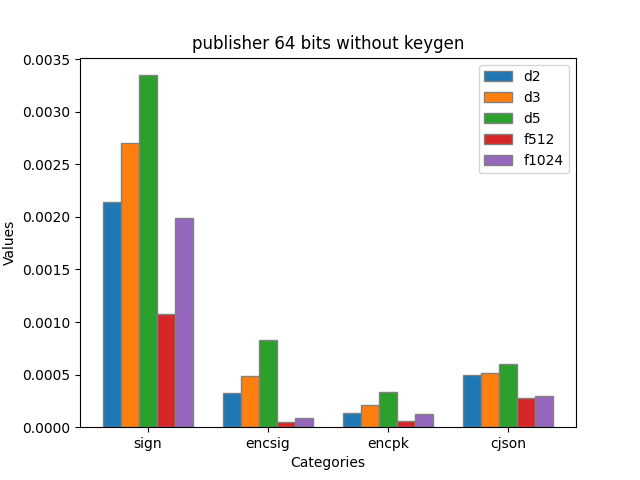 publisher 64 bits without keygen
0.0035
0.0030
0.0025
0.0020
0.0015
0.0010
0.0005
0.0000
Values
d2
d3
d5
f512
f1024
sign encsig encpk cjson
Categories